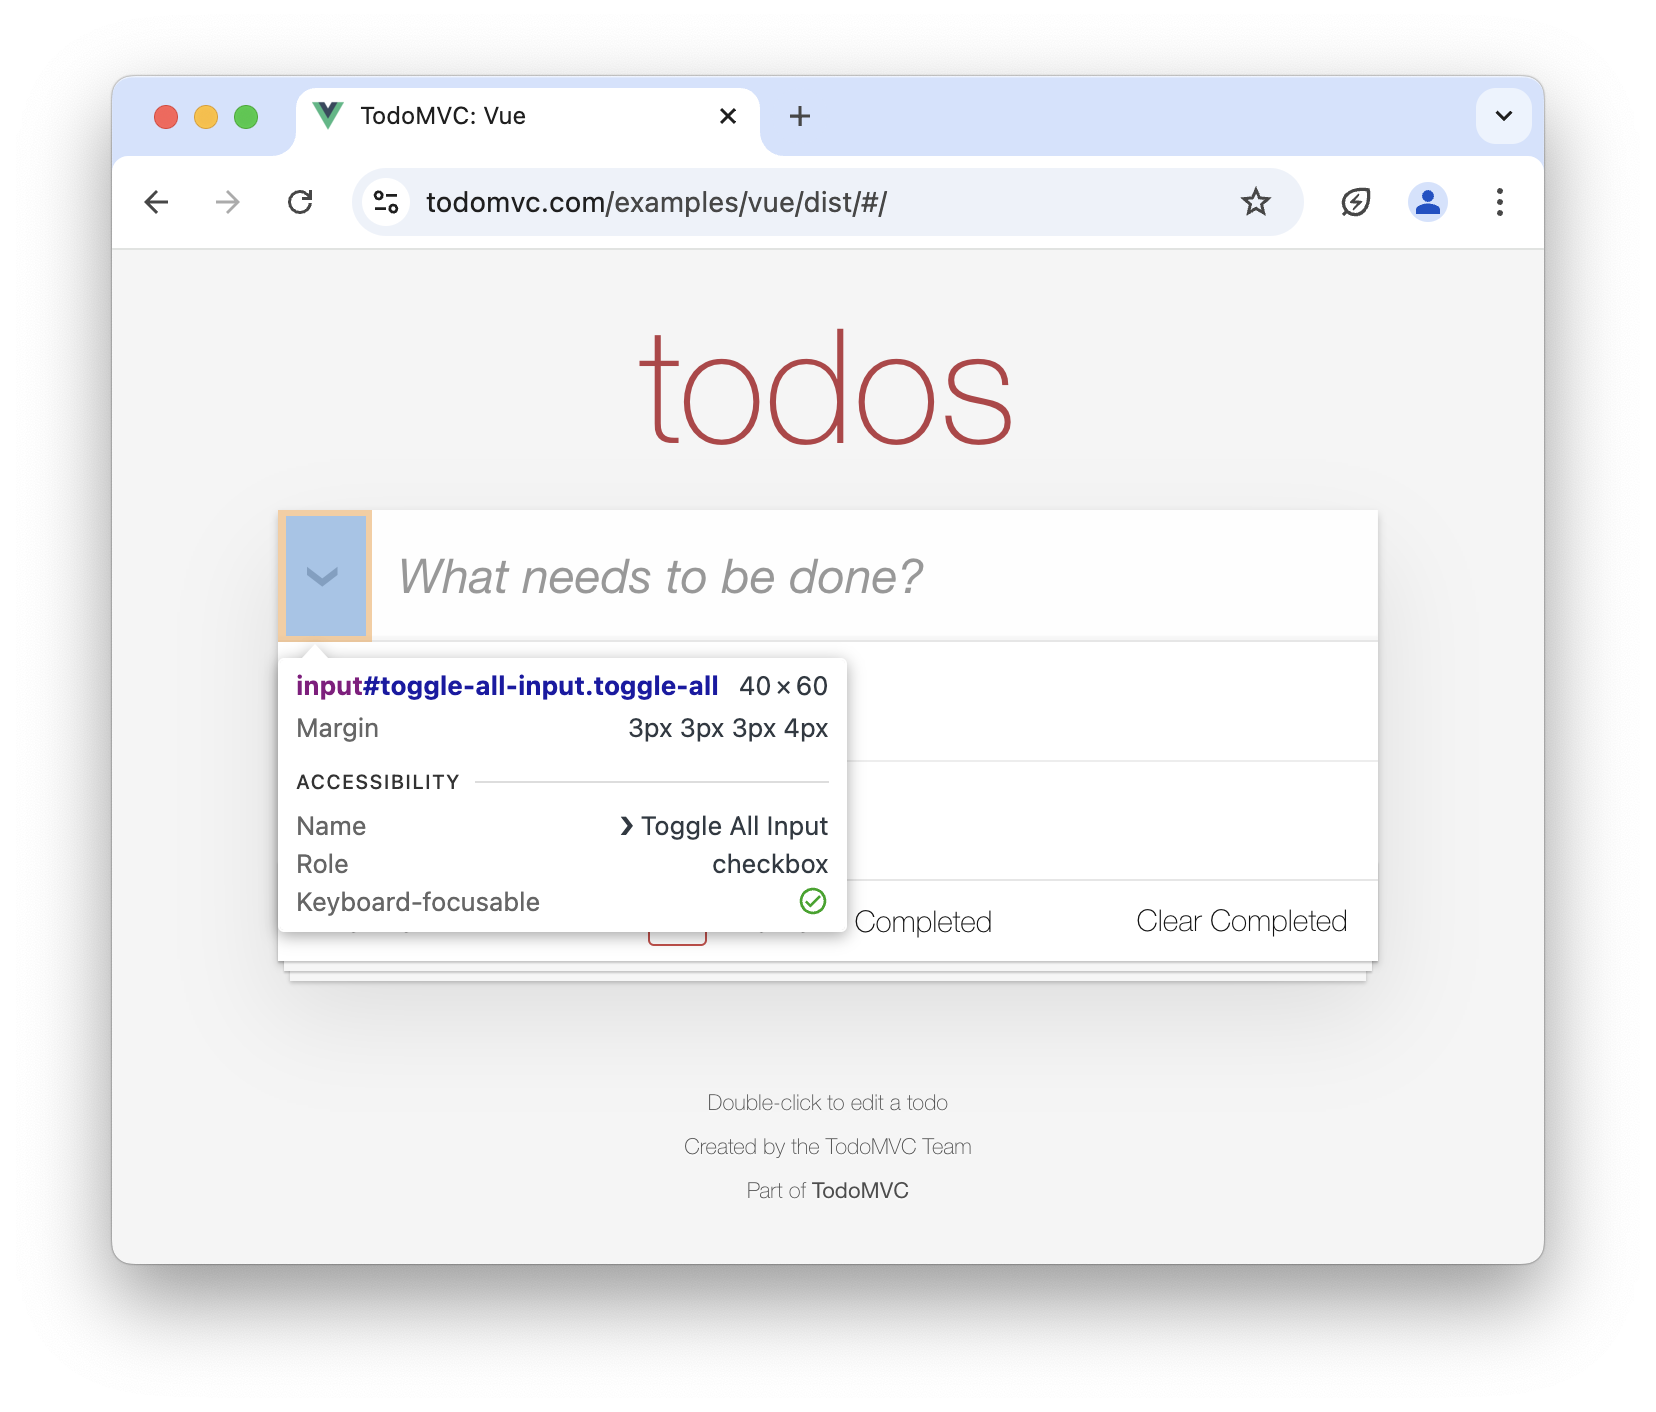 TodoMVC: Vue
todomvc.com/examples/vue/dist/#/
todos
What needs to be done?
input#toggle-all-input.toggle-all 40×60
Margin 3px 3px 3px 4px
ACCESSIBILITY
Name ❯ Toggle All Input
Role checkbox
Keyboard-focusable
Completed Clear Completed
Double-click to edit a todo
Created by the TodoMVC Team
Part of TodoMVC